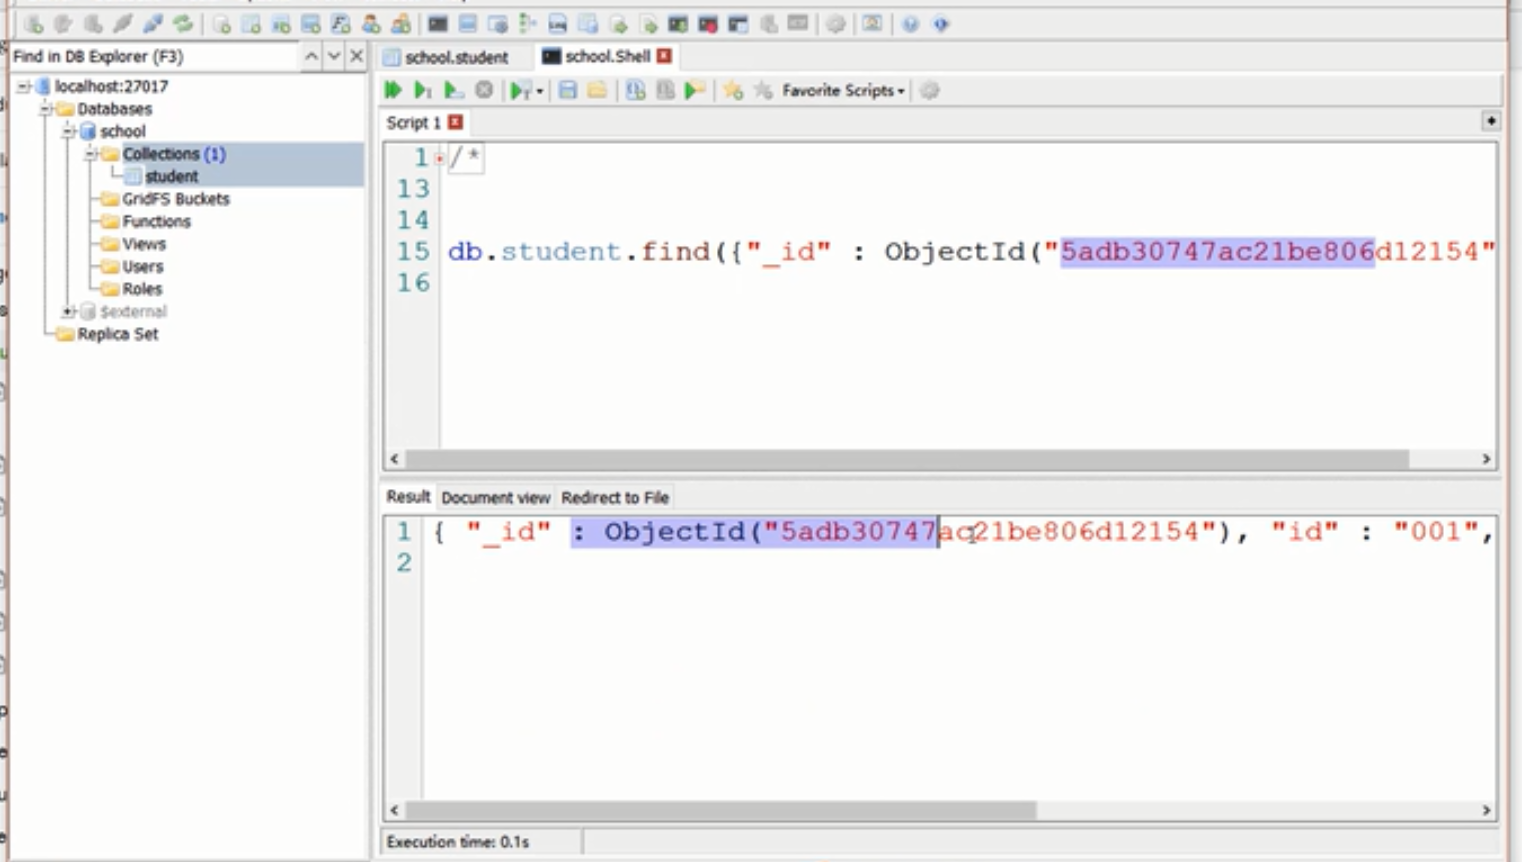 Find in DB Explorer (F3)
localhost:27017
Databases
school
Collections (1)
student
GridFS Buckets
Functions
Views
Users
Roles
$external
Replica Set
school.student
school.Shell
Favorite Scripts
Script 1
1 /*
13
14
15 db.student.find({"_id" : ObjectId("5adb30747ac21be806d12154"
16
Result Document view Redirect to File
1 { "_id" : ObjectId("5adb30747ac21be806d12154"), "id" : "001",
2
Execution time: 0.1s